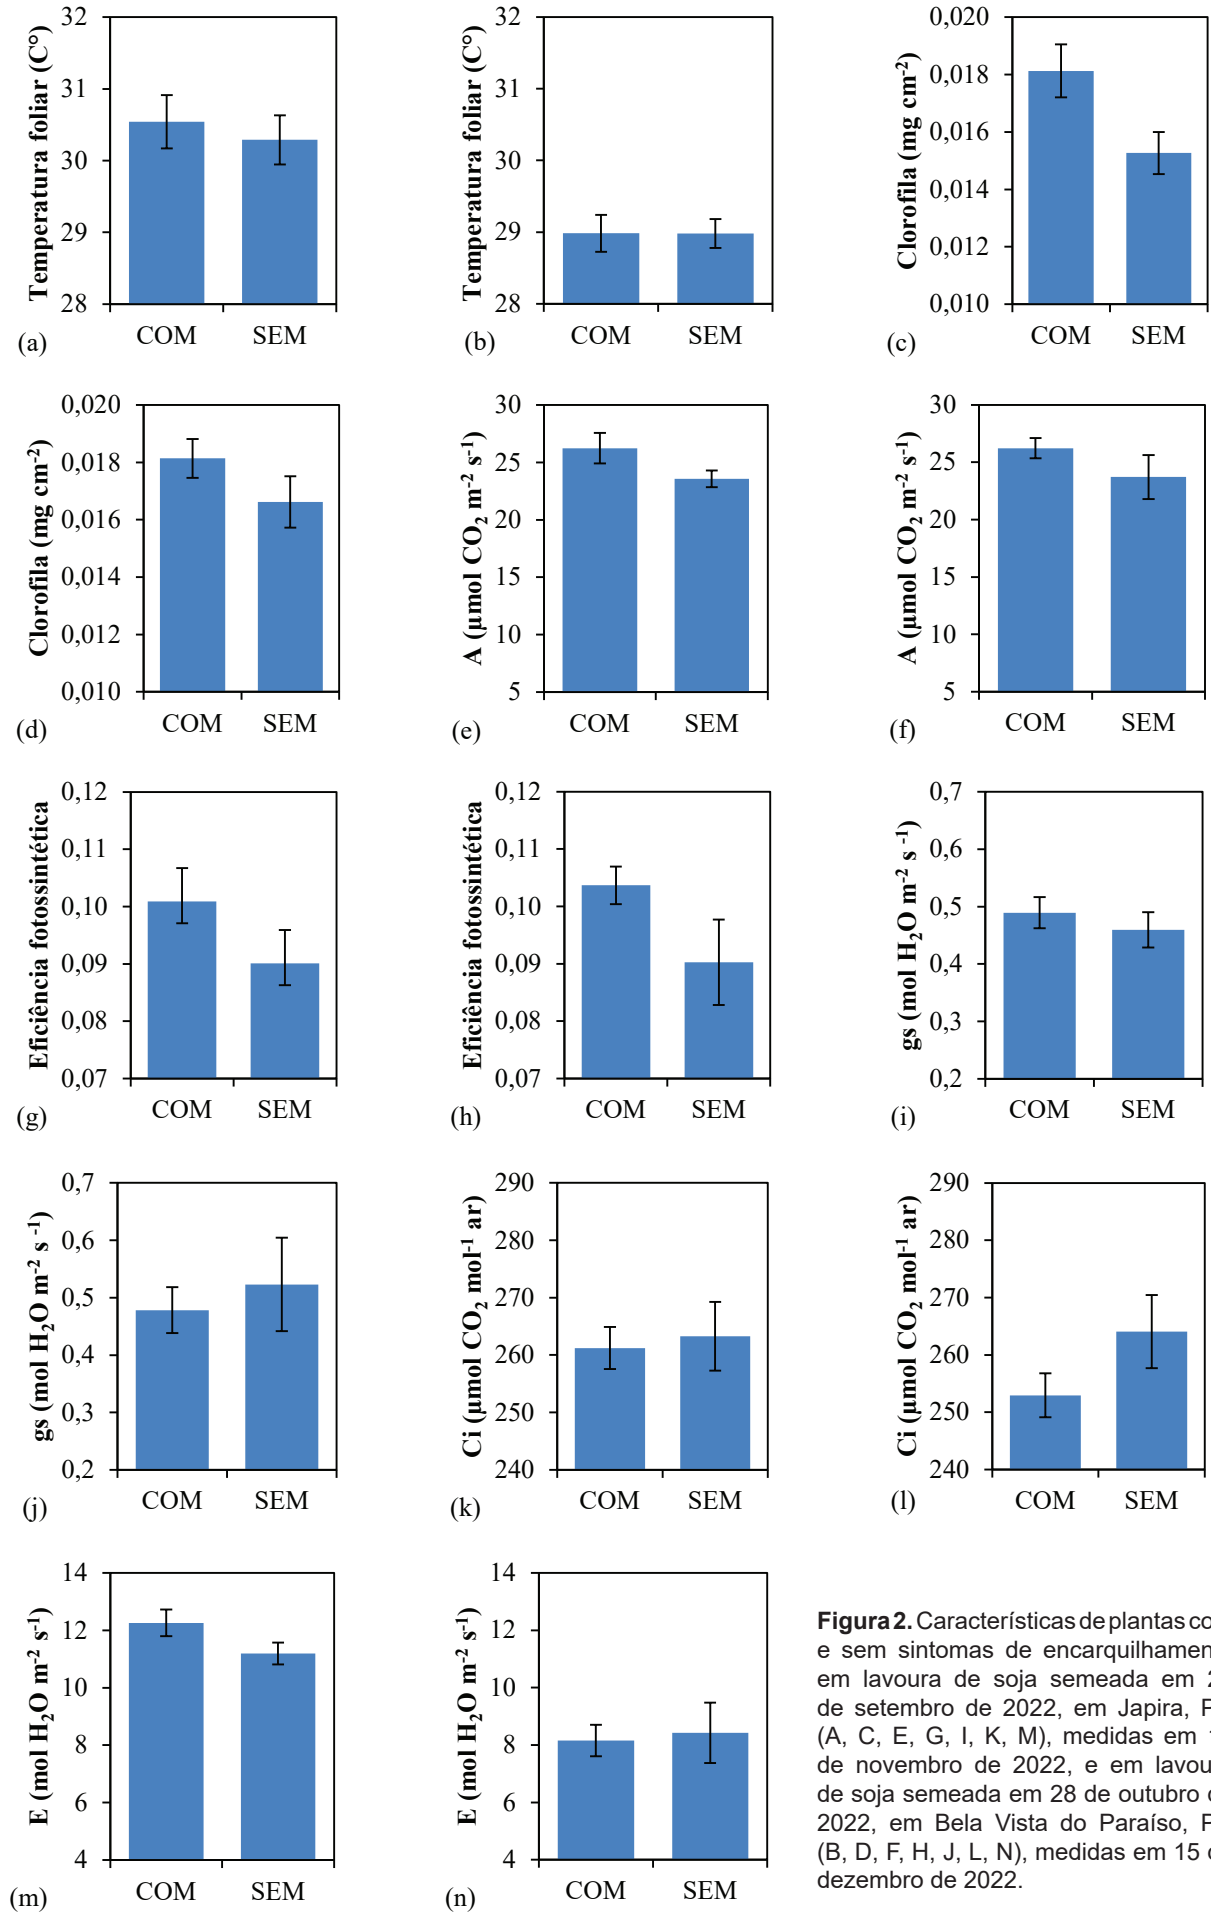 Temperatura foliar (C°)
32
31
30
29
28
COM SEM
(a)
Temperatura foliar (C°)
32
31
30
29
28
COM SEM
(b)
Clorofila (mg cm⁻²)
0,020
0,018
0,016
0,014
0,012
0,010
COM SEM
(c)
Clorofila (mg cm⁻²)
0,020
0,018
0,016
0,014
0,012
0,010
COM SEM
(d)
A (µmol CO₂ m⁻² s⁻¹)
30
25
20
15
10
5
COM SEM
(e)
A (µmol CO₂ m⁻² s⁻¹)
30
25
20
15
10
5
COM SEM
(f)
Eficiência fotossintética
0,12
0,11
0,10
0,09
0,08
0,07
COM SEM
(g)
Eficiência fotossintética
0,12
0,11
0,10
0,09
0,08
0,07
COM SEM
(h)
gs (mol H₂O m⁻² s ⁻¹)
0,7
0,6
0,5
0,4
0,3
0,2
COM SEM
(i)
gs (mol H₂O m⁻² s ⁻¹)
0,7
0,6
0,5
0,4
0,3
0,2
COM SEM
(j)
Ci (µmol CO₂ mol⁻¹ ar)
290
280
270
260
250
240
COM SEM
(k)
Ci (µmol CO₂ mol⁻¹ ar)
290
280
270
260
250
240
COM SEM
(l)
E (mol H₂O m⁻² s⁻¹)
14
12
10
8
6
4
COM SEM
(m)
E (mol H₂O m⁻² s⁻¹)
14
12
10
8
6
4
COM SEM
(n)
Figura 2. Características de plantas co
e sem sintomas de encarquilhamen
em lavoura de soja semeada em 2
de setembro de 2022, em Japira, P
(A, C, E, G, I, K, M), medidas em 1
de novembro de 2022, e em lavou
de soja semeada em 28 de outubro d
2022, em Bela Vista do Paraíso, P
(B, D, F, H, J, L, N), medidas em 15 d
dezembro de 2022.